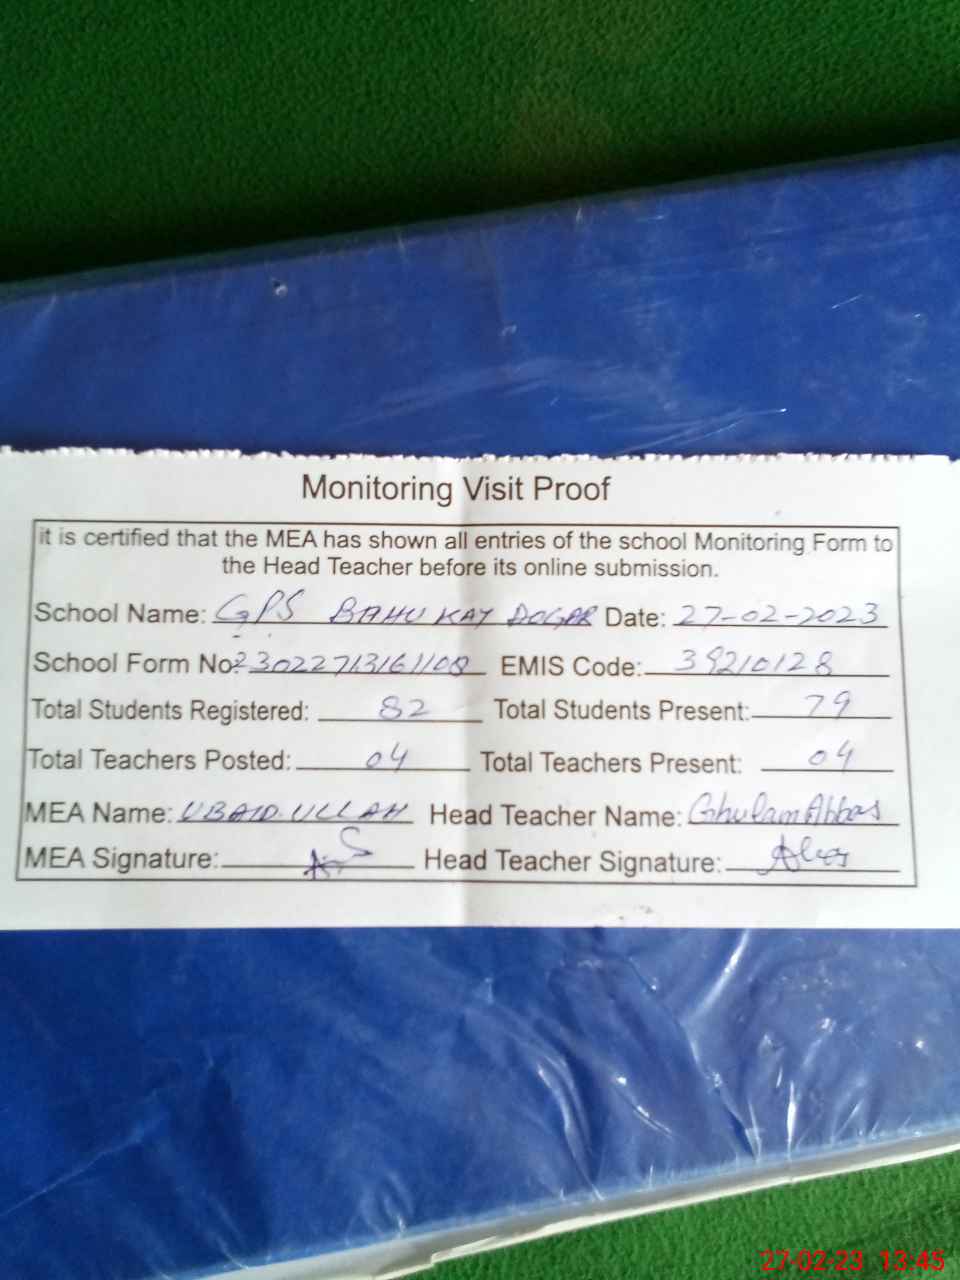 Monitoring Visit Proof
it is certified that the MEA has shown all entries of the school Monitoring Form to
the Head Teacher before its online submission.
School Name: GPS BAHU KAY DOGAR Date: 27-02-2023
School Form No: 23022713161108 EMIS Code: 39210128
Total Students Registered: 82 Total Students Present: 79
Total Teachers Posted: 04 Total Teachers Present: 04
MEA Name: UBAID ULLAH Head Teacher Name: Ghulam Abbas
MEA Signature: Head Teacher Signature:
27-02-23 13:45